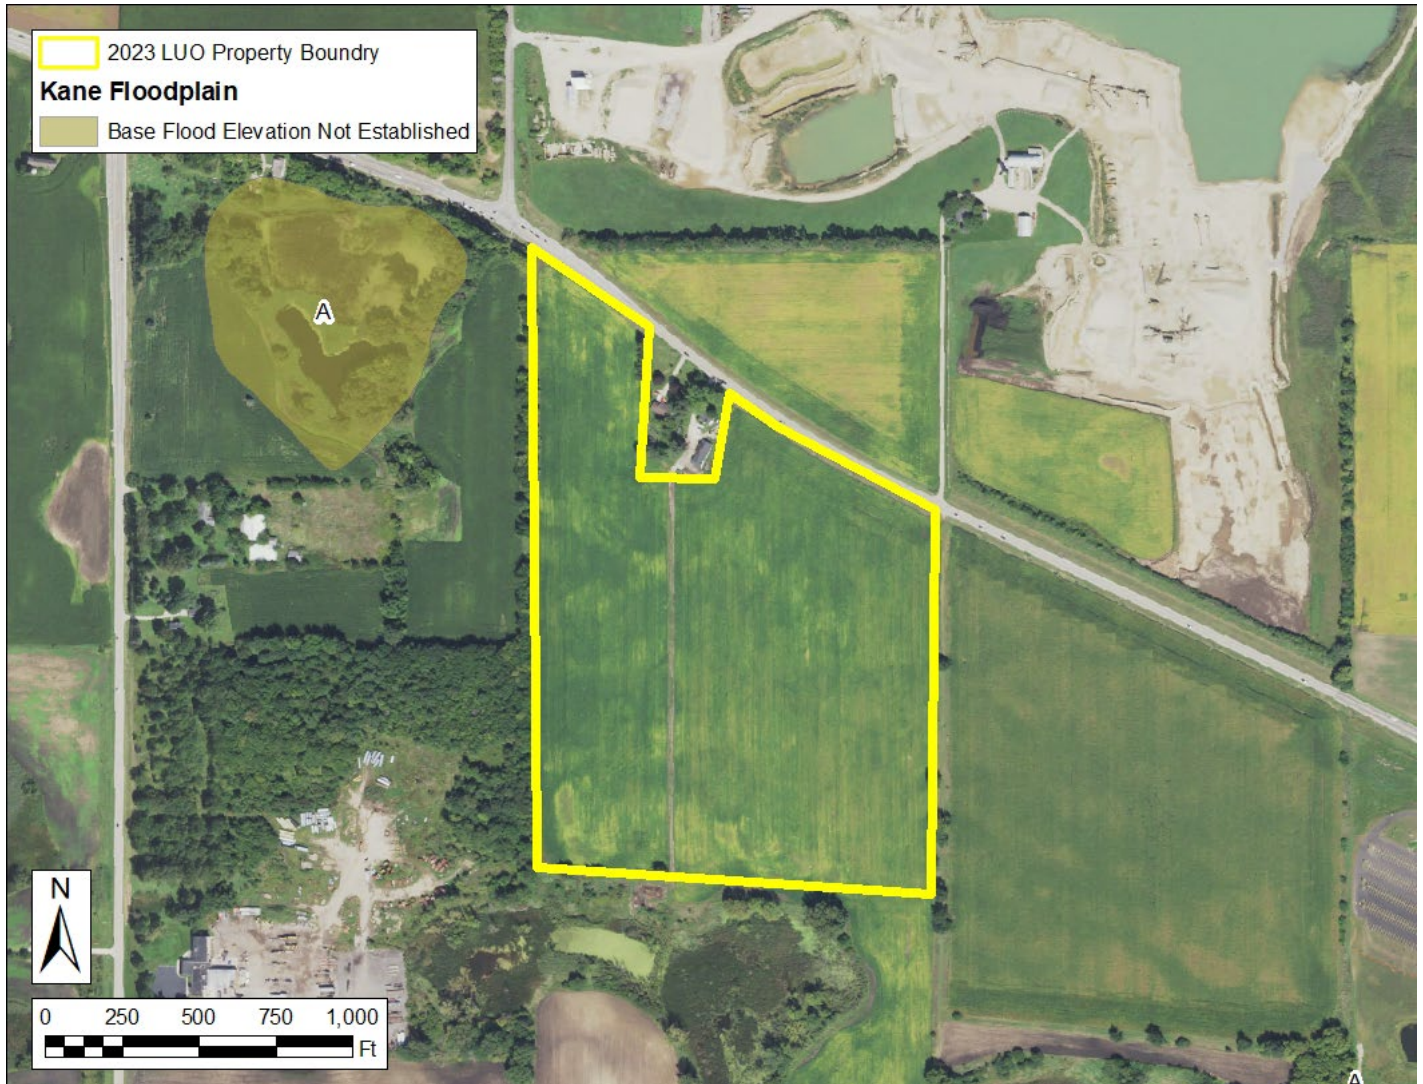 2023 LUO Property Boundry
Kane Floodplain
Base Flood Elevation Not Established
A
N
0 250 500 750 1,000
Ft
A